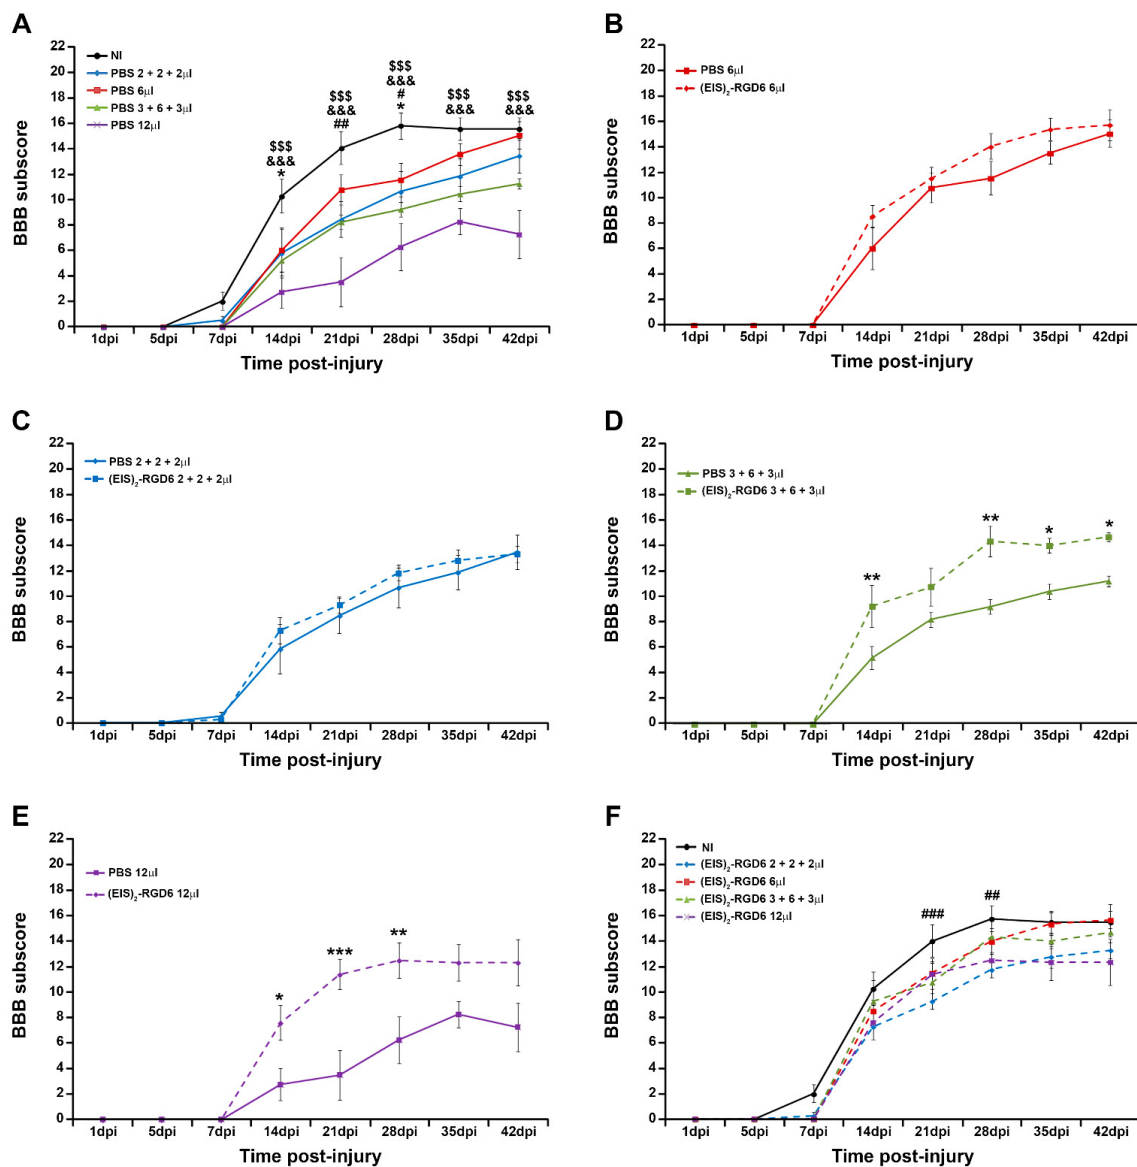 A
22
20
18
16
14
12
10
8
6
4
2
0
BBB subscore
NI
PBS 2 + 2 + 2µl
PBS 6µl
PBS 3 + 6 + 3µl
PBS 12µl
$$$
&&&
*
$$$
&&&
##
$$$
&&&
#
*
$$$
&&&
$$$
&&&
1dpi 5dpi 7dpi 14dpi 21dpi 28dpi 35dpi 42dpi
Time post-injury
B
22
20
18
16
14
12
10
8
6
4
2
0
BBB subscore
PBS 6µl
(EIS)2-RGD6 6µl
1dpi 5dpi 7dpi 14dpi 21dpi 28dpi 35dpi 42dpi
Time post-injury
C
22
20
18
16
14
12
10
8
6
4
2
0
BBB subscore
PBS 2 + 2 + 2µl
(EIS)2-RGD6 2 + 2 + 2µl
1dpi 5dpi 7dpi 14dpi 21dpi 28dpi 35dpi 42dpi
Time post-injury
D
22
20
18
16
14
12
10
8
6
4
2
0
BBB subscore
PBS 3 + 6 + 3µl
(EIS)2-RGD6 3 + 6 + 3µl
** ** * *
1dpi 5dpi 7dpi 14dpi 21dpi 28dpi 35dpi 42dpi
Time post-injury
E
22
20
18
16
14
12
10
8
6
4
2
0
BBB subscore
PBS 12µl
(EIS)2-RGD6 12µl
* *** **
1dpi 5dpi 7dpi 14dpi 21dpi 28dpi 35dpi 42dpi
Time post-injury
F
22
20
18
16
14
12
10
8
6
4
2
0
BBB subscore
NI
(EIS)2-RGD6 2 + 2 + 2µl
(EIS)2-RGD6 6µl
(EIS)2-RGD6 3 + 6 + 3µl
(EIS)2-RGD6 12µl
### ##
1dpi 5dpi 7dpi 14dpi 21dpi 28dpi 35dpi 42dpi
Time post-injury